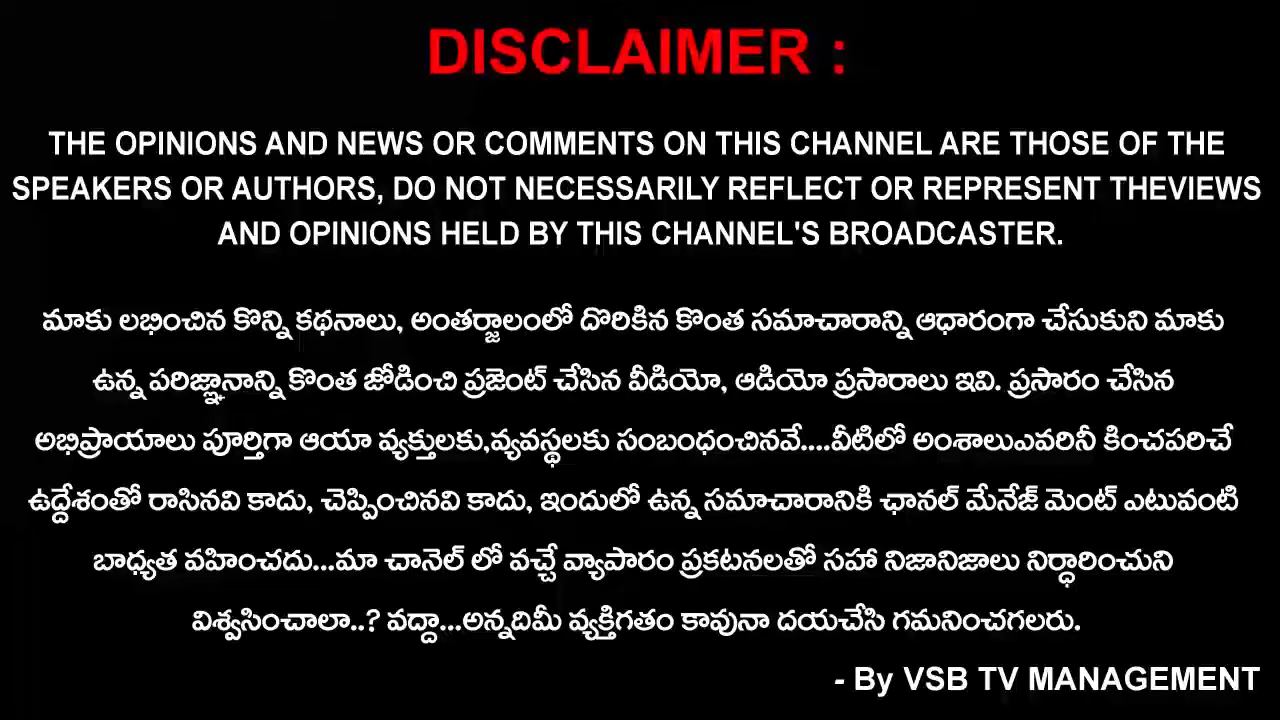 DISCLAIMER :
THE OPINIONS AND NEWS OR COMMENTS ON THIS CHANNEL ARE THOSE OF THE
SPEAKERS OR AUTHORS, DO NOT NECESSARILY REFLECT OR REPRESENT THEVIEWS
AND OPINIONS HELD BY THIS CHANNEL'S BROADCASTER.
మాకు లభించిన కొన్ని కథనాలు, అంతర్జాలంలో దొరికిన కొంత సమాచారాన్ని ఆధారంగా చేసుకుని మాకు
ఉన్న పరిజ్ఞానాన్ని కొంత జోడించి ప్రజెంట్ చేసిన వీడియో, ఆడియో ప్రసారాలు ఇవి. ప్రసారం చేసిన
అభిప్రాయాలు పూర్తిగా ఆయా వ్యక్తులకు,వ్యవస్థలకు సంబంధించినవే....వీటిలో అంశాలుఎవరినీ కించపరిచే
ఉద్దేశంతో రాసినవి కాదు, చెప్పించినవి కాదు, ఇందులో ఉన్న సమాచారానికి ఛానల్ మేనేజ్ మెంట్ ఎటువంటి
బాధ్యత వహించదు...మా చానెల్ లో వచ్చే వ్యాపారం ప్రకటనలతో సహా నిజానిజాలు నిర్ధారించుని
విశ్వసించాలా..? వద్దా...అన్నదిమీ వ్యక్తిగతం కావునా దయచేసి గమనించగలరు.
- By VSB TV MANAGEMENT